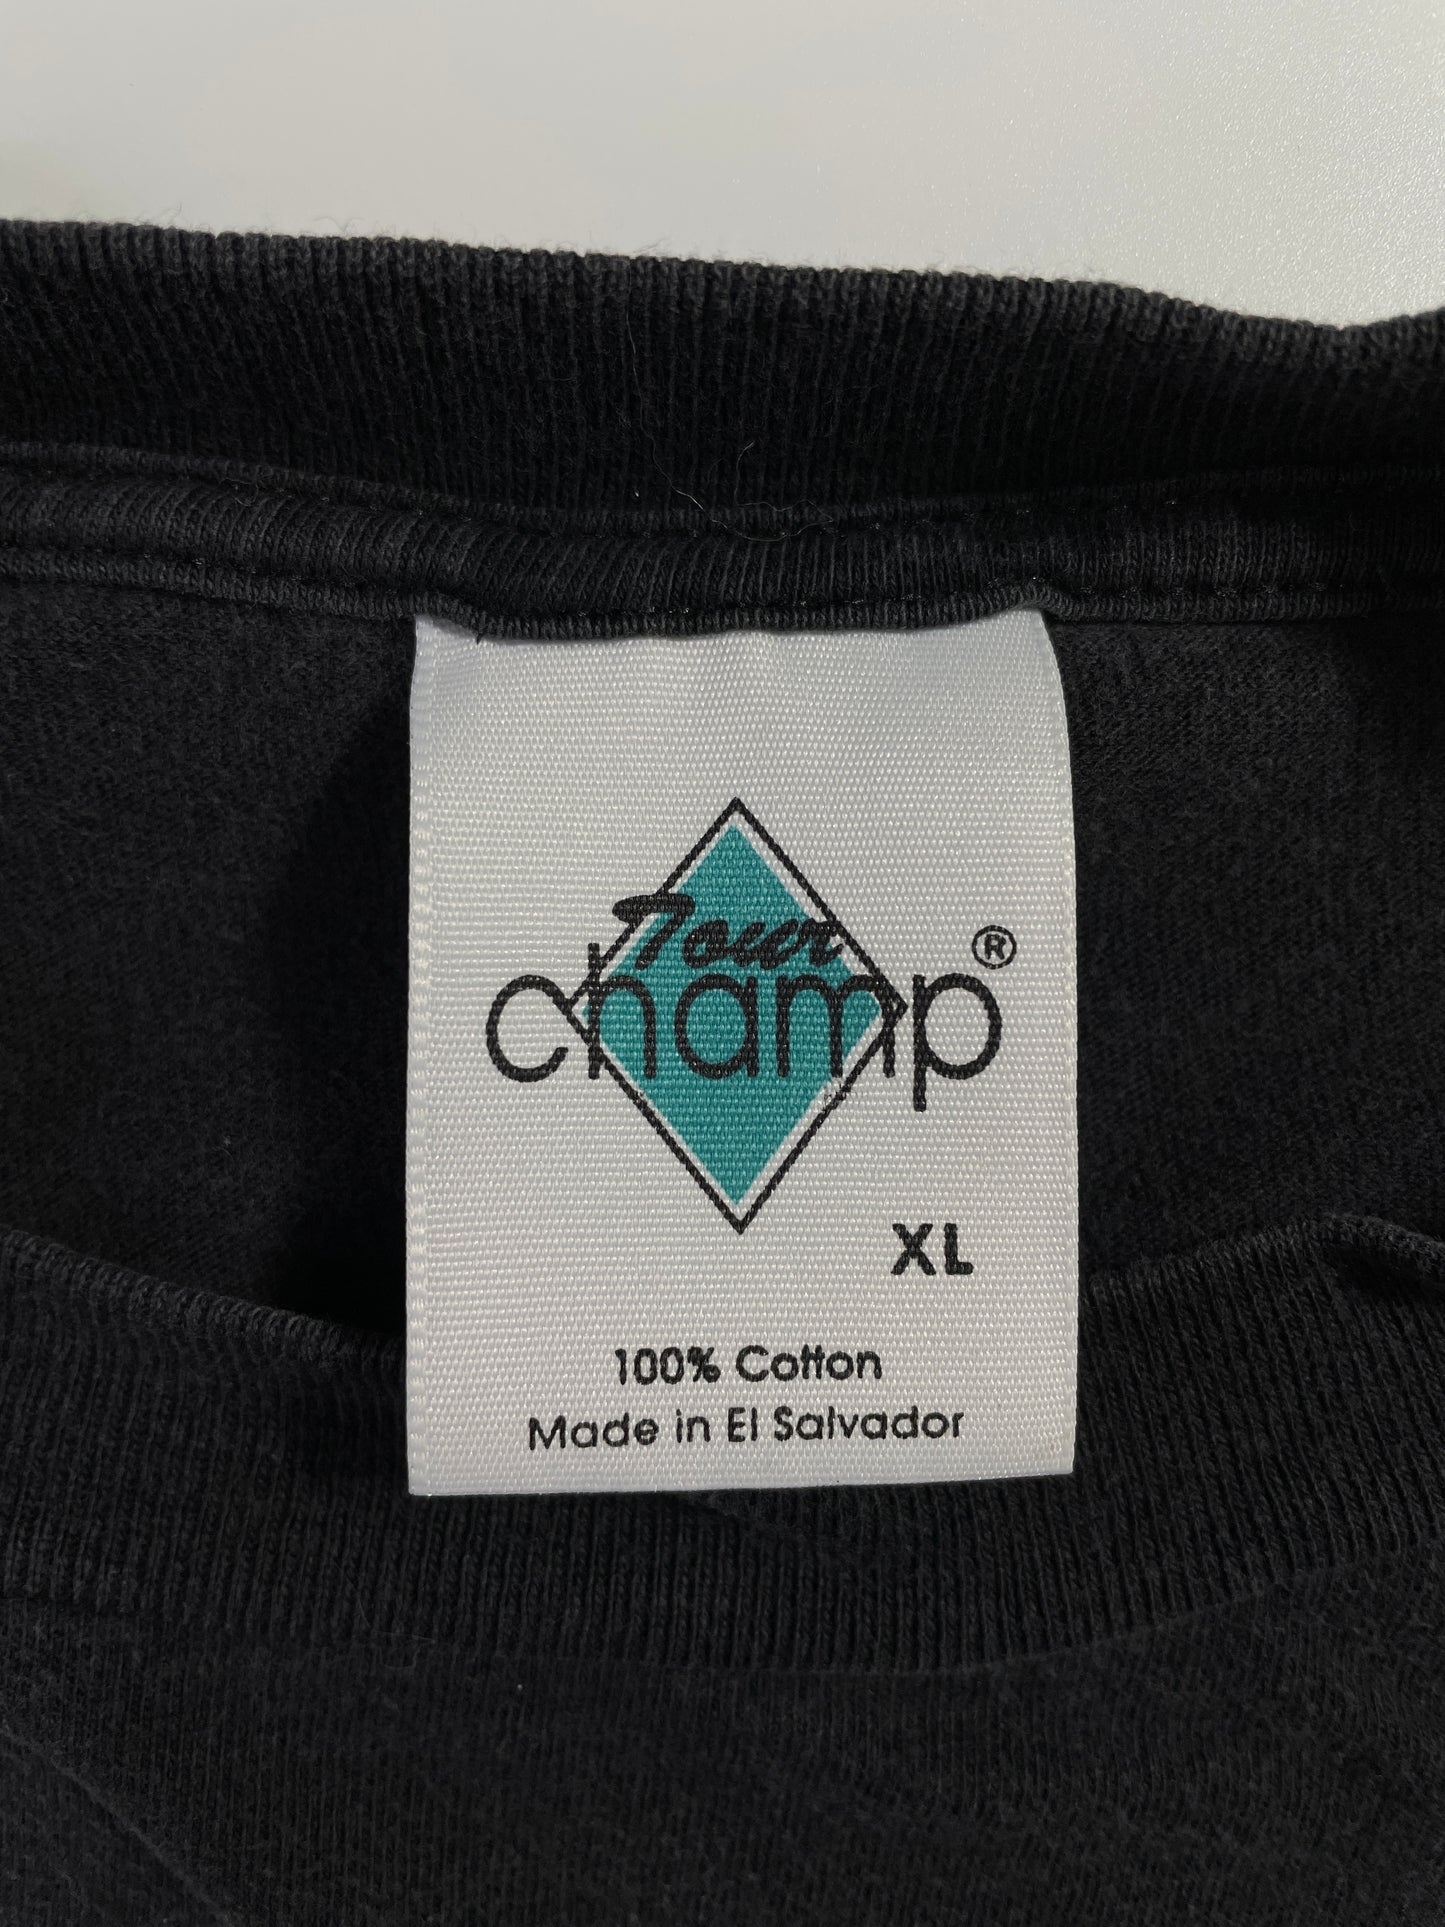 Tour
champ®
XL
100% Cotton
Made in El Salvador